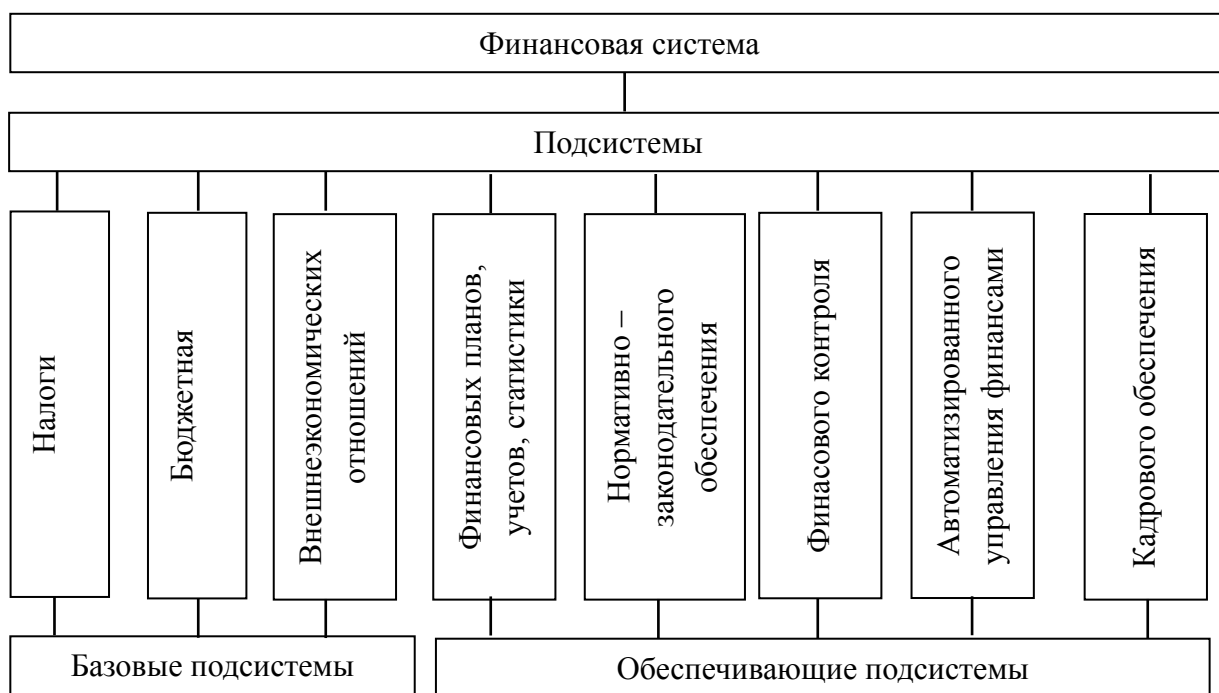 Финансовая система
Подсистемы
Налоги
Бюджетная
Внешнеэкономических
отношений
Финансовых планов,
учетов, статистики
Нормативно –
законодательного
обеспечения
Финасового контроля
Автоматизированного
управления финансами
Кадрового обеспечения
Базовые подсистемы
Обеспечивающие подсистемы